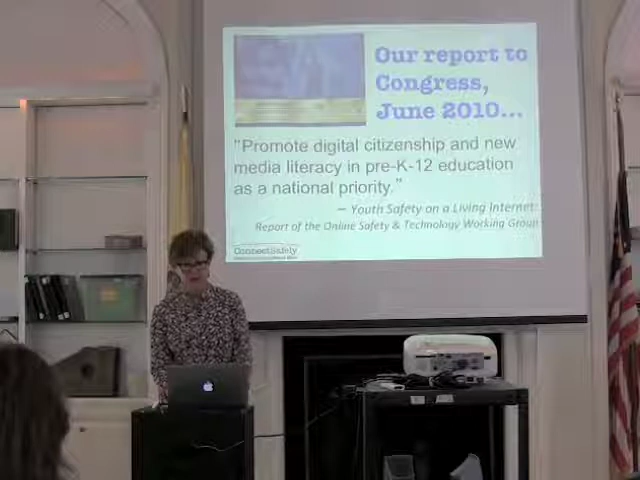 Our report to
Congress,
June 2010...
"Promote digital citizenship and new
media literacy in pre-K-12 education
as a national priority."
— Youth Safety on a Living Internet:
Report of the Online Safety & Technology Working Group
ConnectSafely